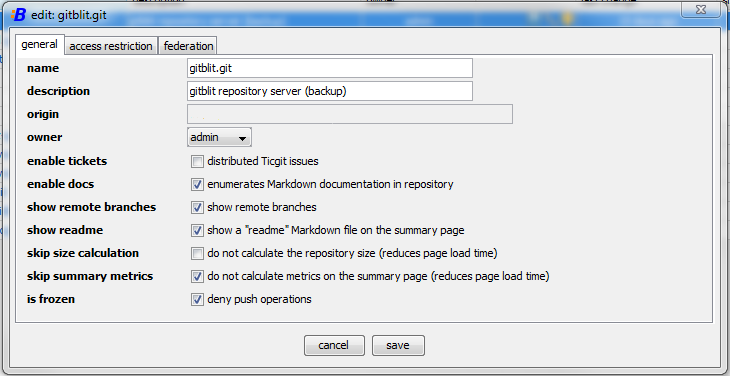 edit: gitblit.git
general access restriction federation
name gitblit.git
description gitblit repository server (backup)
origin
owner admin
enable tickets distributed Ticgit issues
enable docs enumerates Markdown documentation in repository
show remote branches show remote branches
show readme show a "readme" Markdown file on the summary page
skip size calculation do not calculate the repository size (reduces page load time)
skip summary metrics do not calculate metrics on the summary page (reduces page load time)
is frozen deny push operations
cancel save